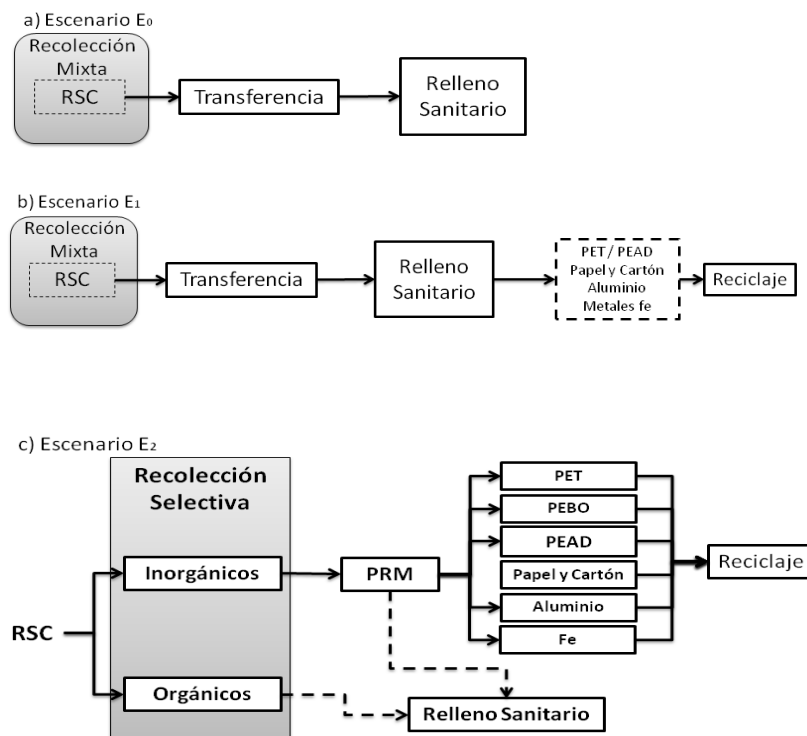 a) Escenario E₀
Recolección
Mixta
RSC
Transferencia
Relleno
Sanitario
b) Escenario E₁
Recolección
Mixta
RSC
Transferencia
Relleno
Sanitario
PET / PEAD
Papel y Cartón
Aluminio
Metales fe
Reciclaje
c) Escenario E₂
Recolección
Selectiva
RSC
Inorgánicos
Orgánicos
PRM
PET
PEBO
PEAD
Papel y Cartón
Aluminio
Fe
Reciclaje
Relleno Sanitario